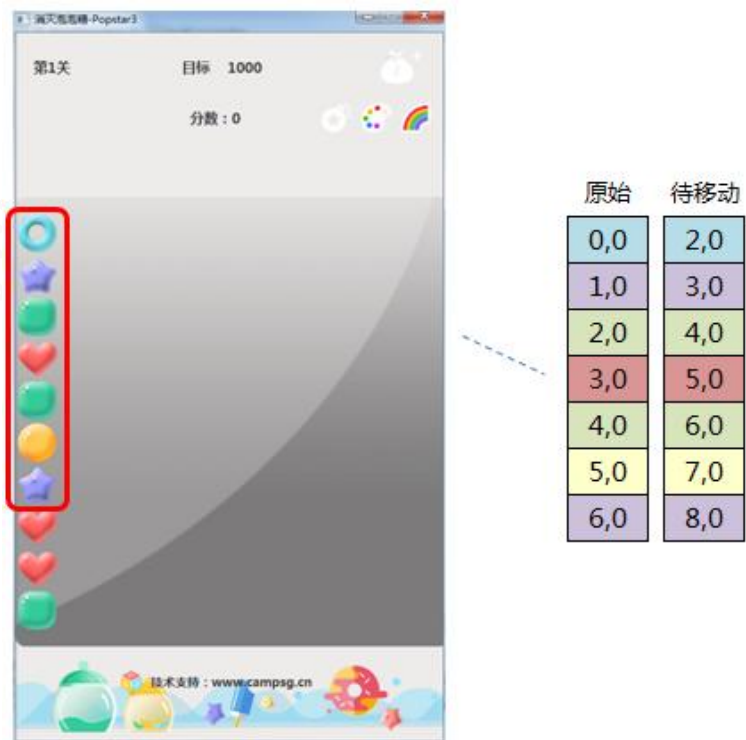 消灭泡泡糖-Popstar3
第1关 目标 1000
分数：0
原始 待移动
0,0 2,0
1,0 3,0
2,0 4,0
3,0 5,0
4,0 6,0
5,0 7,0
6,0 8,0
技术支持：www.campsg.cn